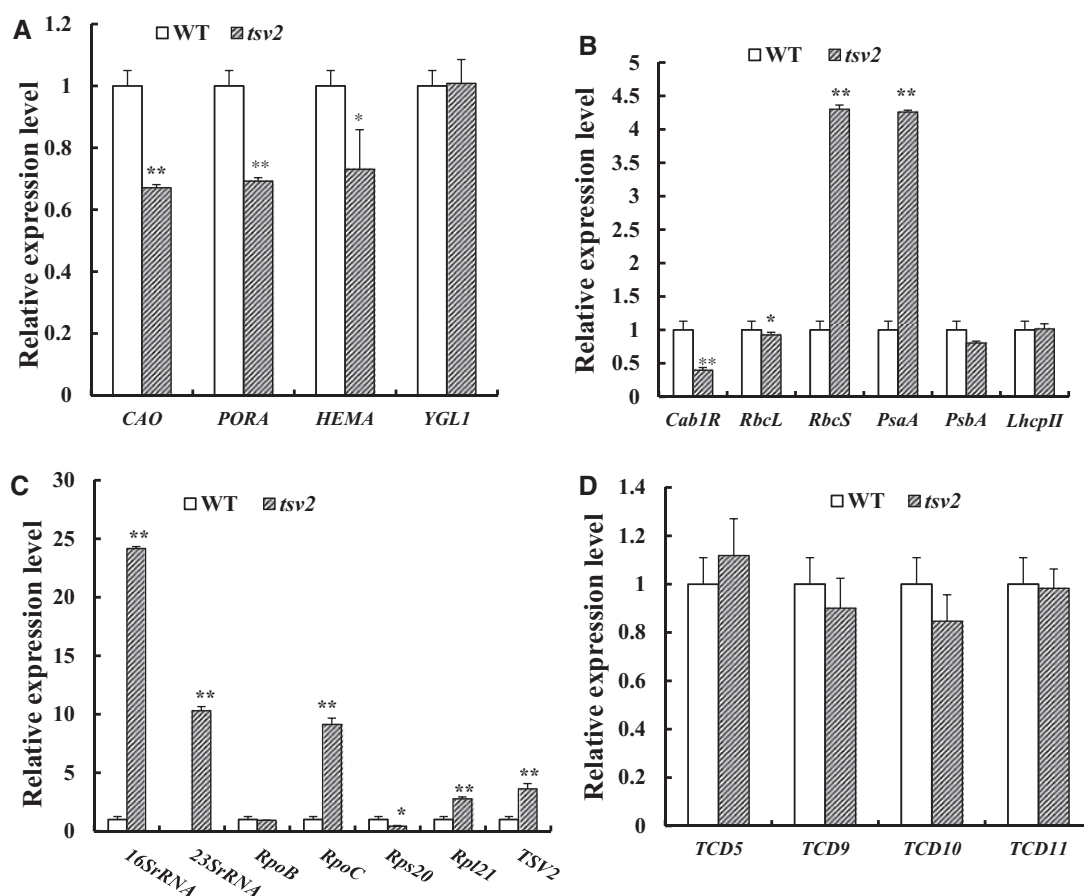 A
WT tsv2
Relative expression level
1.2
1
0.8
0.6
0.4
0.2
0
** ** *
CAO PORA HEMA YGL1
B
WT tsv2
Relative expression level
5
4.5
4
3.5
3
2.5
2
1.5
1
0.5
0
** * ** **
Cab1R RbcL RbcS PsaA PsbA LhcpII
C
WT tsv2
Relative expression level
30
25
20
15
10
5
0
** ** ** * ** **
16SrRNA 23SrRNA RpoB RpoC Rps20 Rpl21 TSV2
D
WT tsv2
Relative expression level
1.4
1.2
1
0.8
0.6
0.4
0.2
0
TCD5 TCD9 TCD10 TCD11